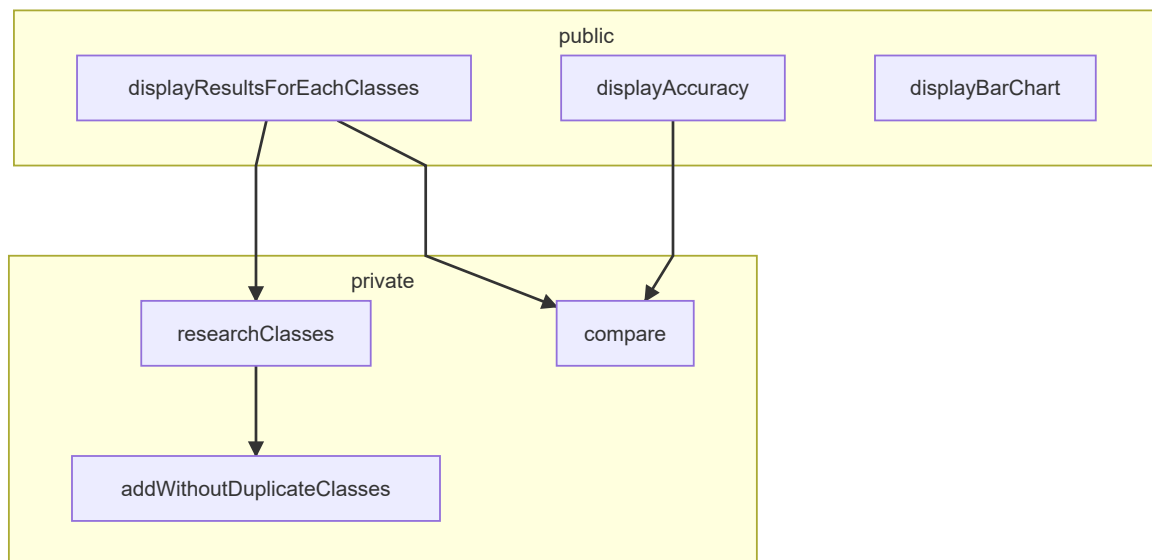 public
displayResultsForEachClasses
displayAccuracy
displayBarChart
private
researchClasses
compare
addWithoutDuplicateClasses